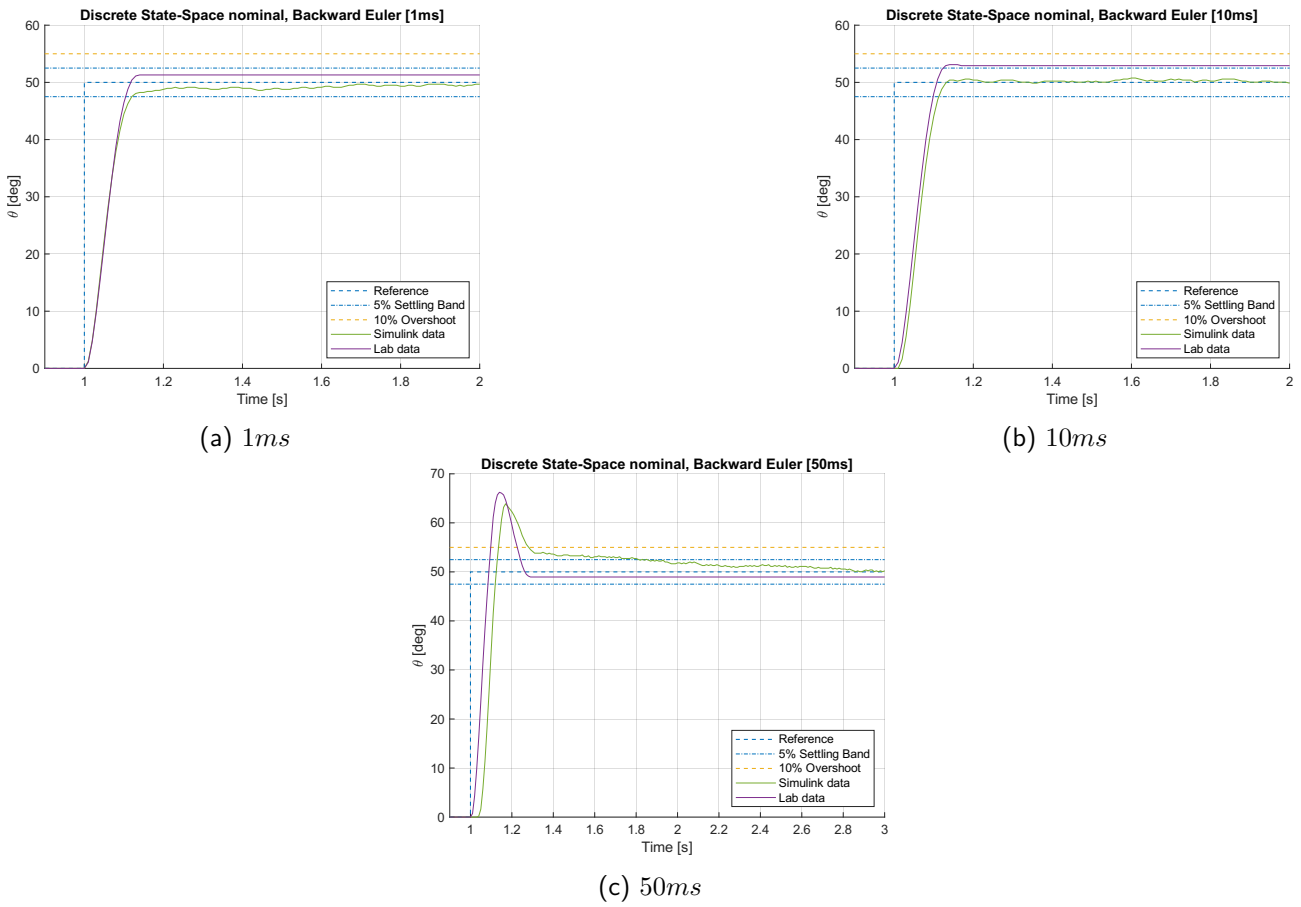 Discrete State-Space nominal, Backward Euler [1ms]
60
50
40
30
20
10
0
θ [deg]
1
1.2
1.4
1.6
1.8
2
Time [s]
Reference
5% Settling Band
10% Overshoot
Simulink data
Lab data
(a) 1ms
Discrete State-Space nominal, Backward Euler [10ms]
60
50
40
30
20
10
0
θ [deg]
1
1.2
1.4
1.6
1.8
2
Time [s]
Reference
5% Settling Band
10% Overshoot
Simulink data
Lab data
(b) 10ms
Discrete State-Space nominal, Backward Euler [50ms]
70
60
50
40
30
20
10
0
θ [deg]
1
1.2
1.4
1.6
1.8
2
2.2
2.4
2.6
2.8
3
Time [s]
Reference
5% Settling Band
10% Overshoot
Simulink data
Lab data
(c) 50ms